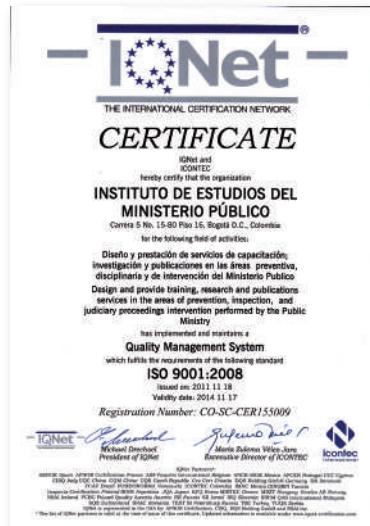 IQNet
®
THE INTERNATIONAL CERTIFICATION NETWORK
CERTIFICATE
IQNet and
ICONTEC
hereby certify that the organization
INSTITUTO DE ESTUDIOS DEL
MINISTERIO PÚBLICO
Carrera 5 No. 15-80 Piso 16, Bogotá D.C., Colombia
for the following field of activities:
Diseño y prestación de servicios de capacitación;
investigación y publicaciones en las áreas preventiva,
disciplinaria y de intervención del Ministerio Publico
Design and provide training, research and publications
services in the areas of prevention, inspection, and
judiciary proceedings intervention performed by the Public
Ministry
has implemented and maintains a
Quality Management System
which fulfills the requirements of the following standard
ISO 9001:2008
Issued on: 2011 11 18
Validity date: 2014 11 17
Registration Number: CO-SC-CER155009
IQNet
Michael Drechsel
President of IQNet
Executive Director of ICONTEC
icontec
internacional
IQNet Partners*: